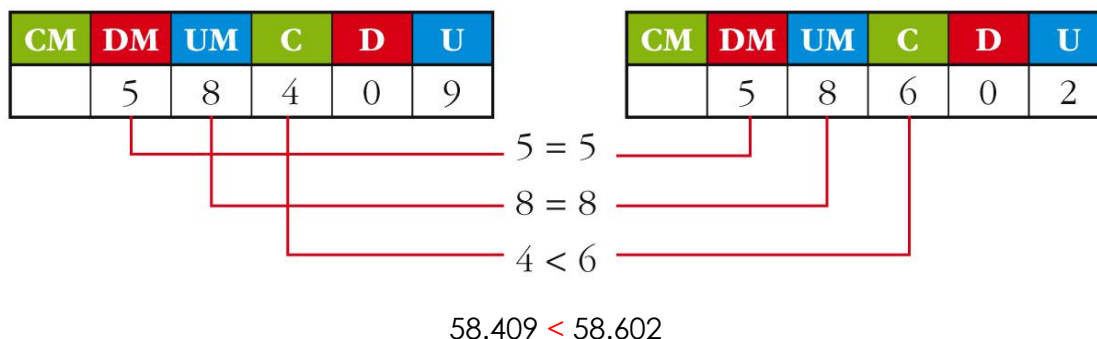 CM DM UM C D U CM DM UM C D U
5 8 4 0 9 5 8 6 0 2
5 = 5
8 = 8
4 < 6
58.409 < 58.602